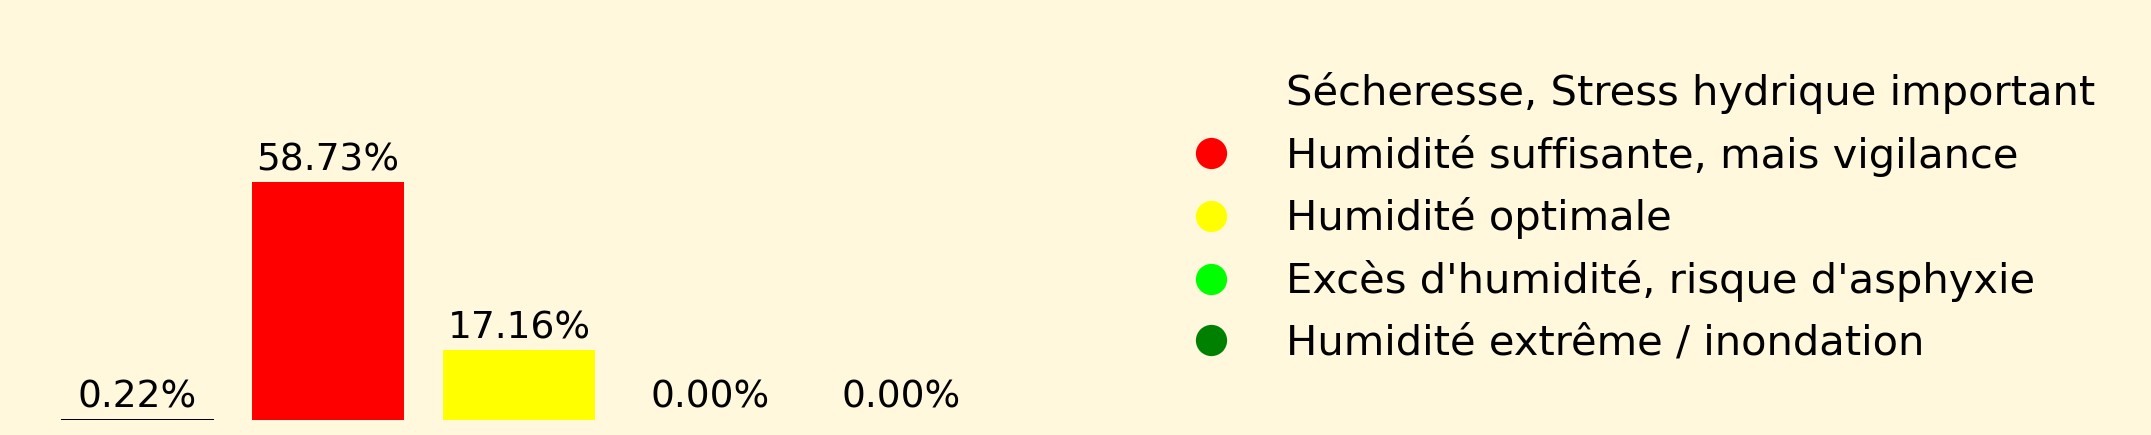 58.73%
17.16%
0.22%
0.00%
0.00%
Sécheresse, Stress hydrique important
Humidité suffisante, mais vigilance
Humidité optimale
Excès d'humidité, risque d'asphyxie
Humidité extrême / inondation